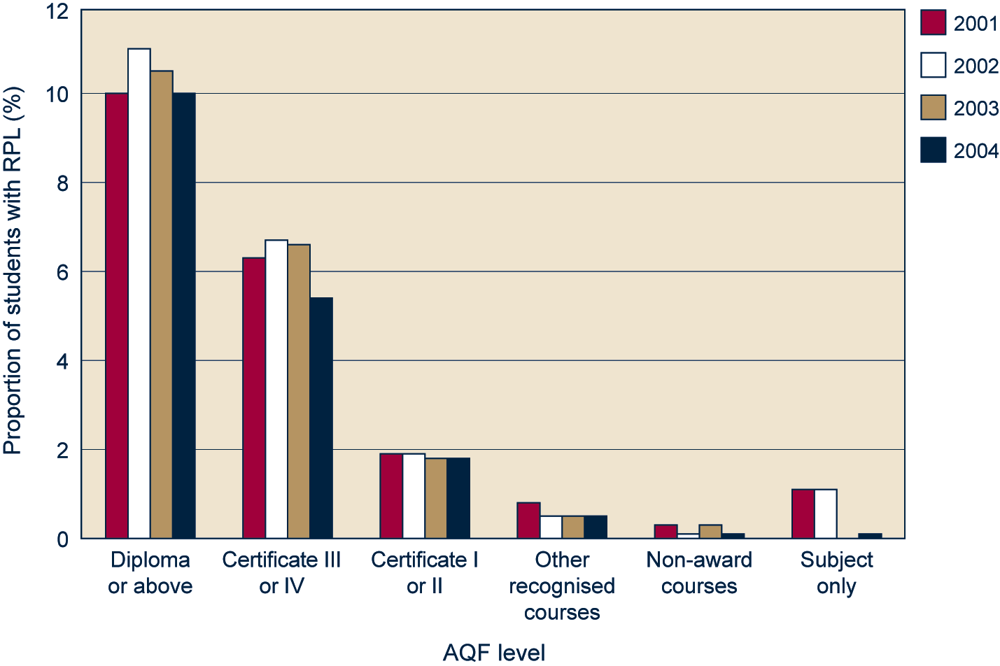 12
10
8
6
4
2
0
Proportion of students with RPL (%)
2001
2002
2003
2004
Diploma
or above
Certificate III
or IV
Certificate I
or II
Other
recognised
courses
Non-award
courses
Subject
only
AQF level